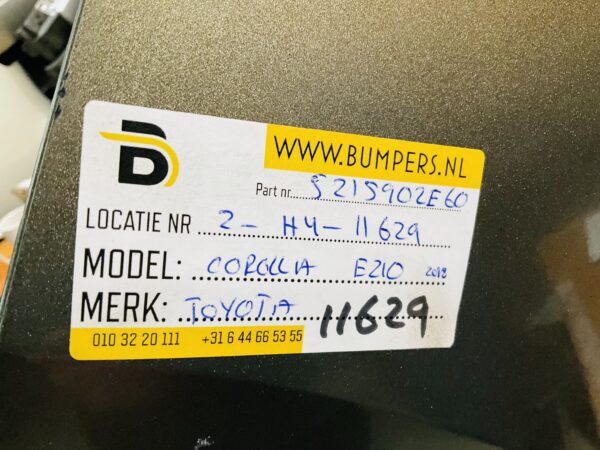 B
WWW.BUMPERS.NL
Part nr. 5215902E60
LOCATIE NR 2 - H4 - 11629
MODEL: COROLLA E210 2018
MERK: TOYOTA 11629
010 32 20 111 +31 6 44 66 53 55